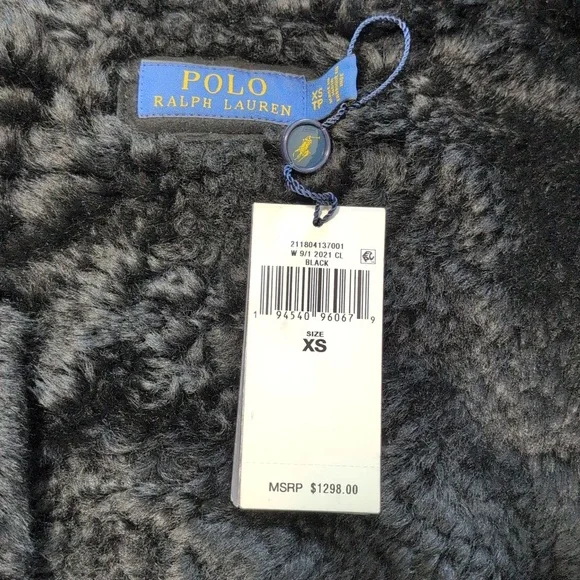 POLO
RALPH LAUREN
XS
TP
211804137001
W 9/1 2021 CL
BLACK
1 94540 96067 9
SIZE
XS
MSRP $1298.00